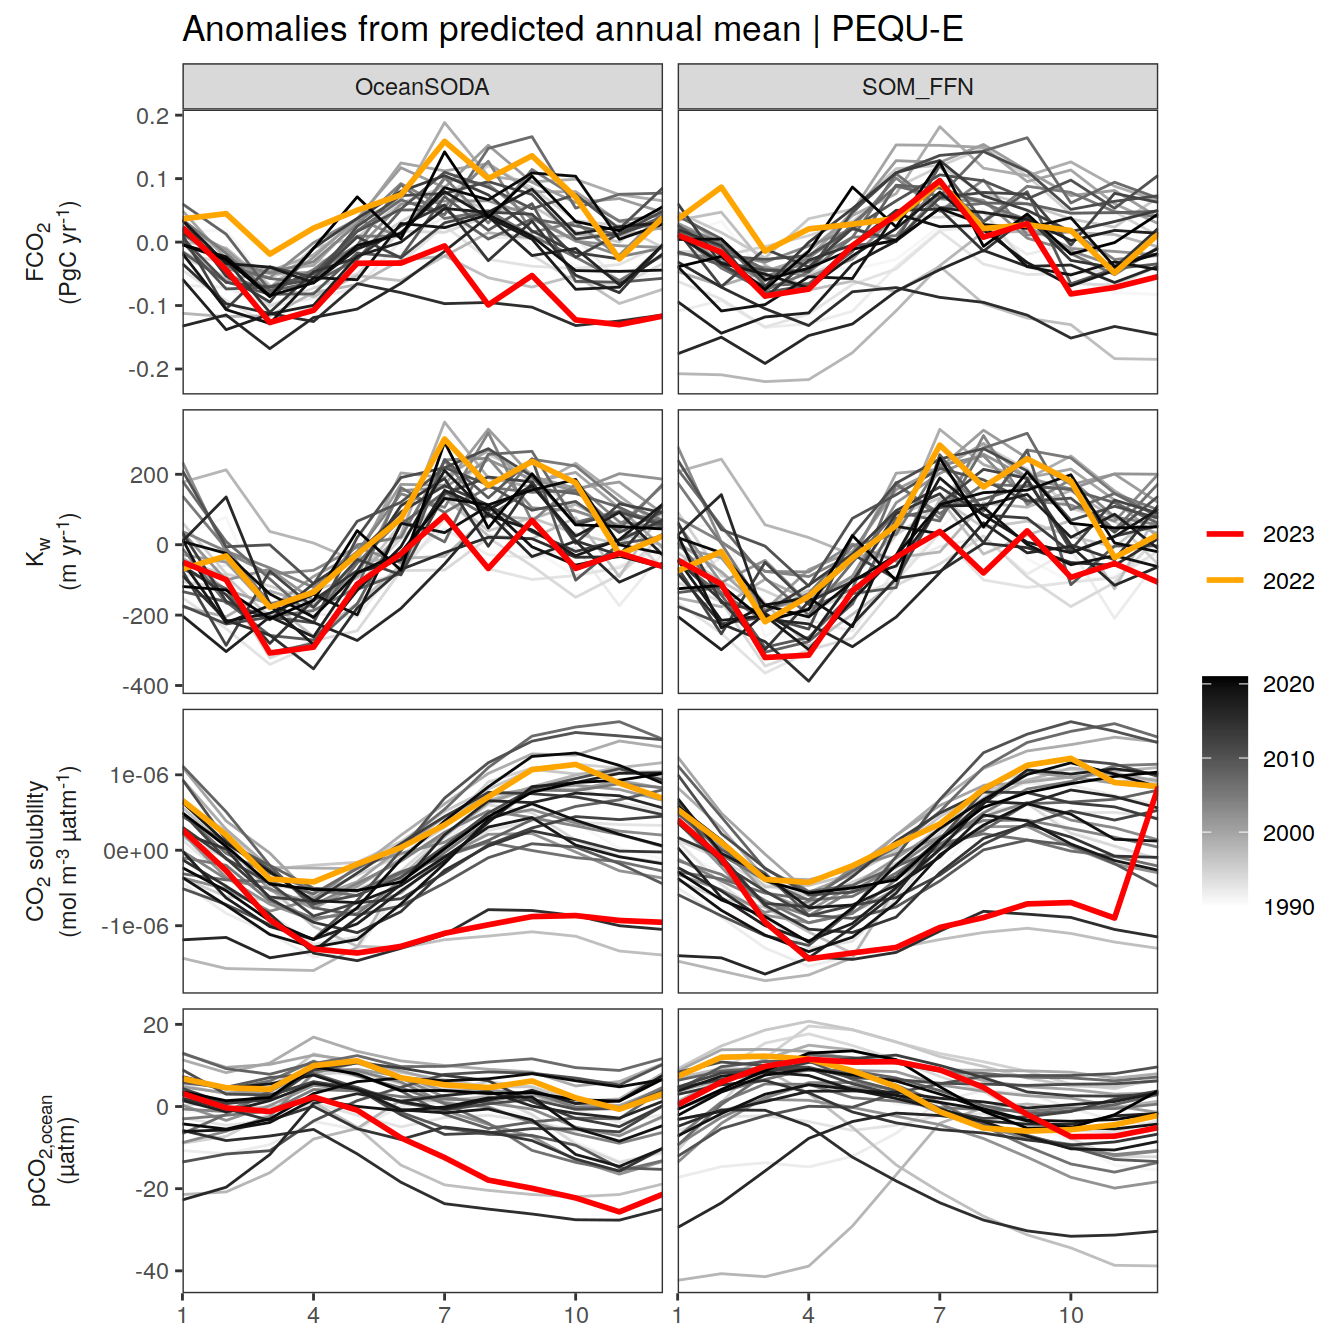 Anomalies from predicted annual mean | PEQU-E
OceanSODA
SOM_FFN
FCO2
(PgC yr-1)
0.2
0.1
0.0
-0.1
-0.2
Kw
(m yr-1)
200
0
-200
-400
CO2 solubility
(mol m-3 µatm-1)
1e-06
0e+00
-1e-06
pCO2,ocean
(µatm)
20
0
-20
-40
1 4 7 10
1 4 7 10
2023
2022
2020
2010
2000
1990